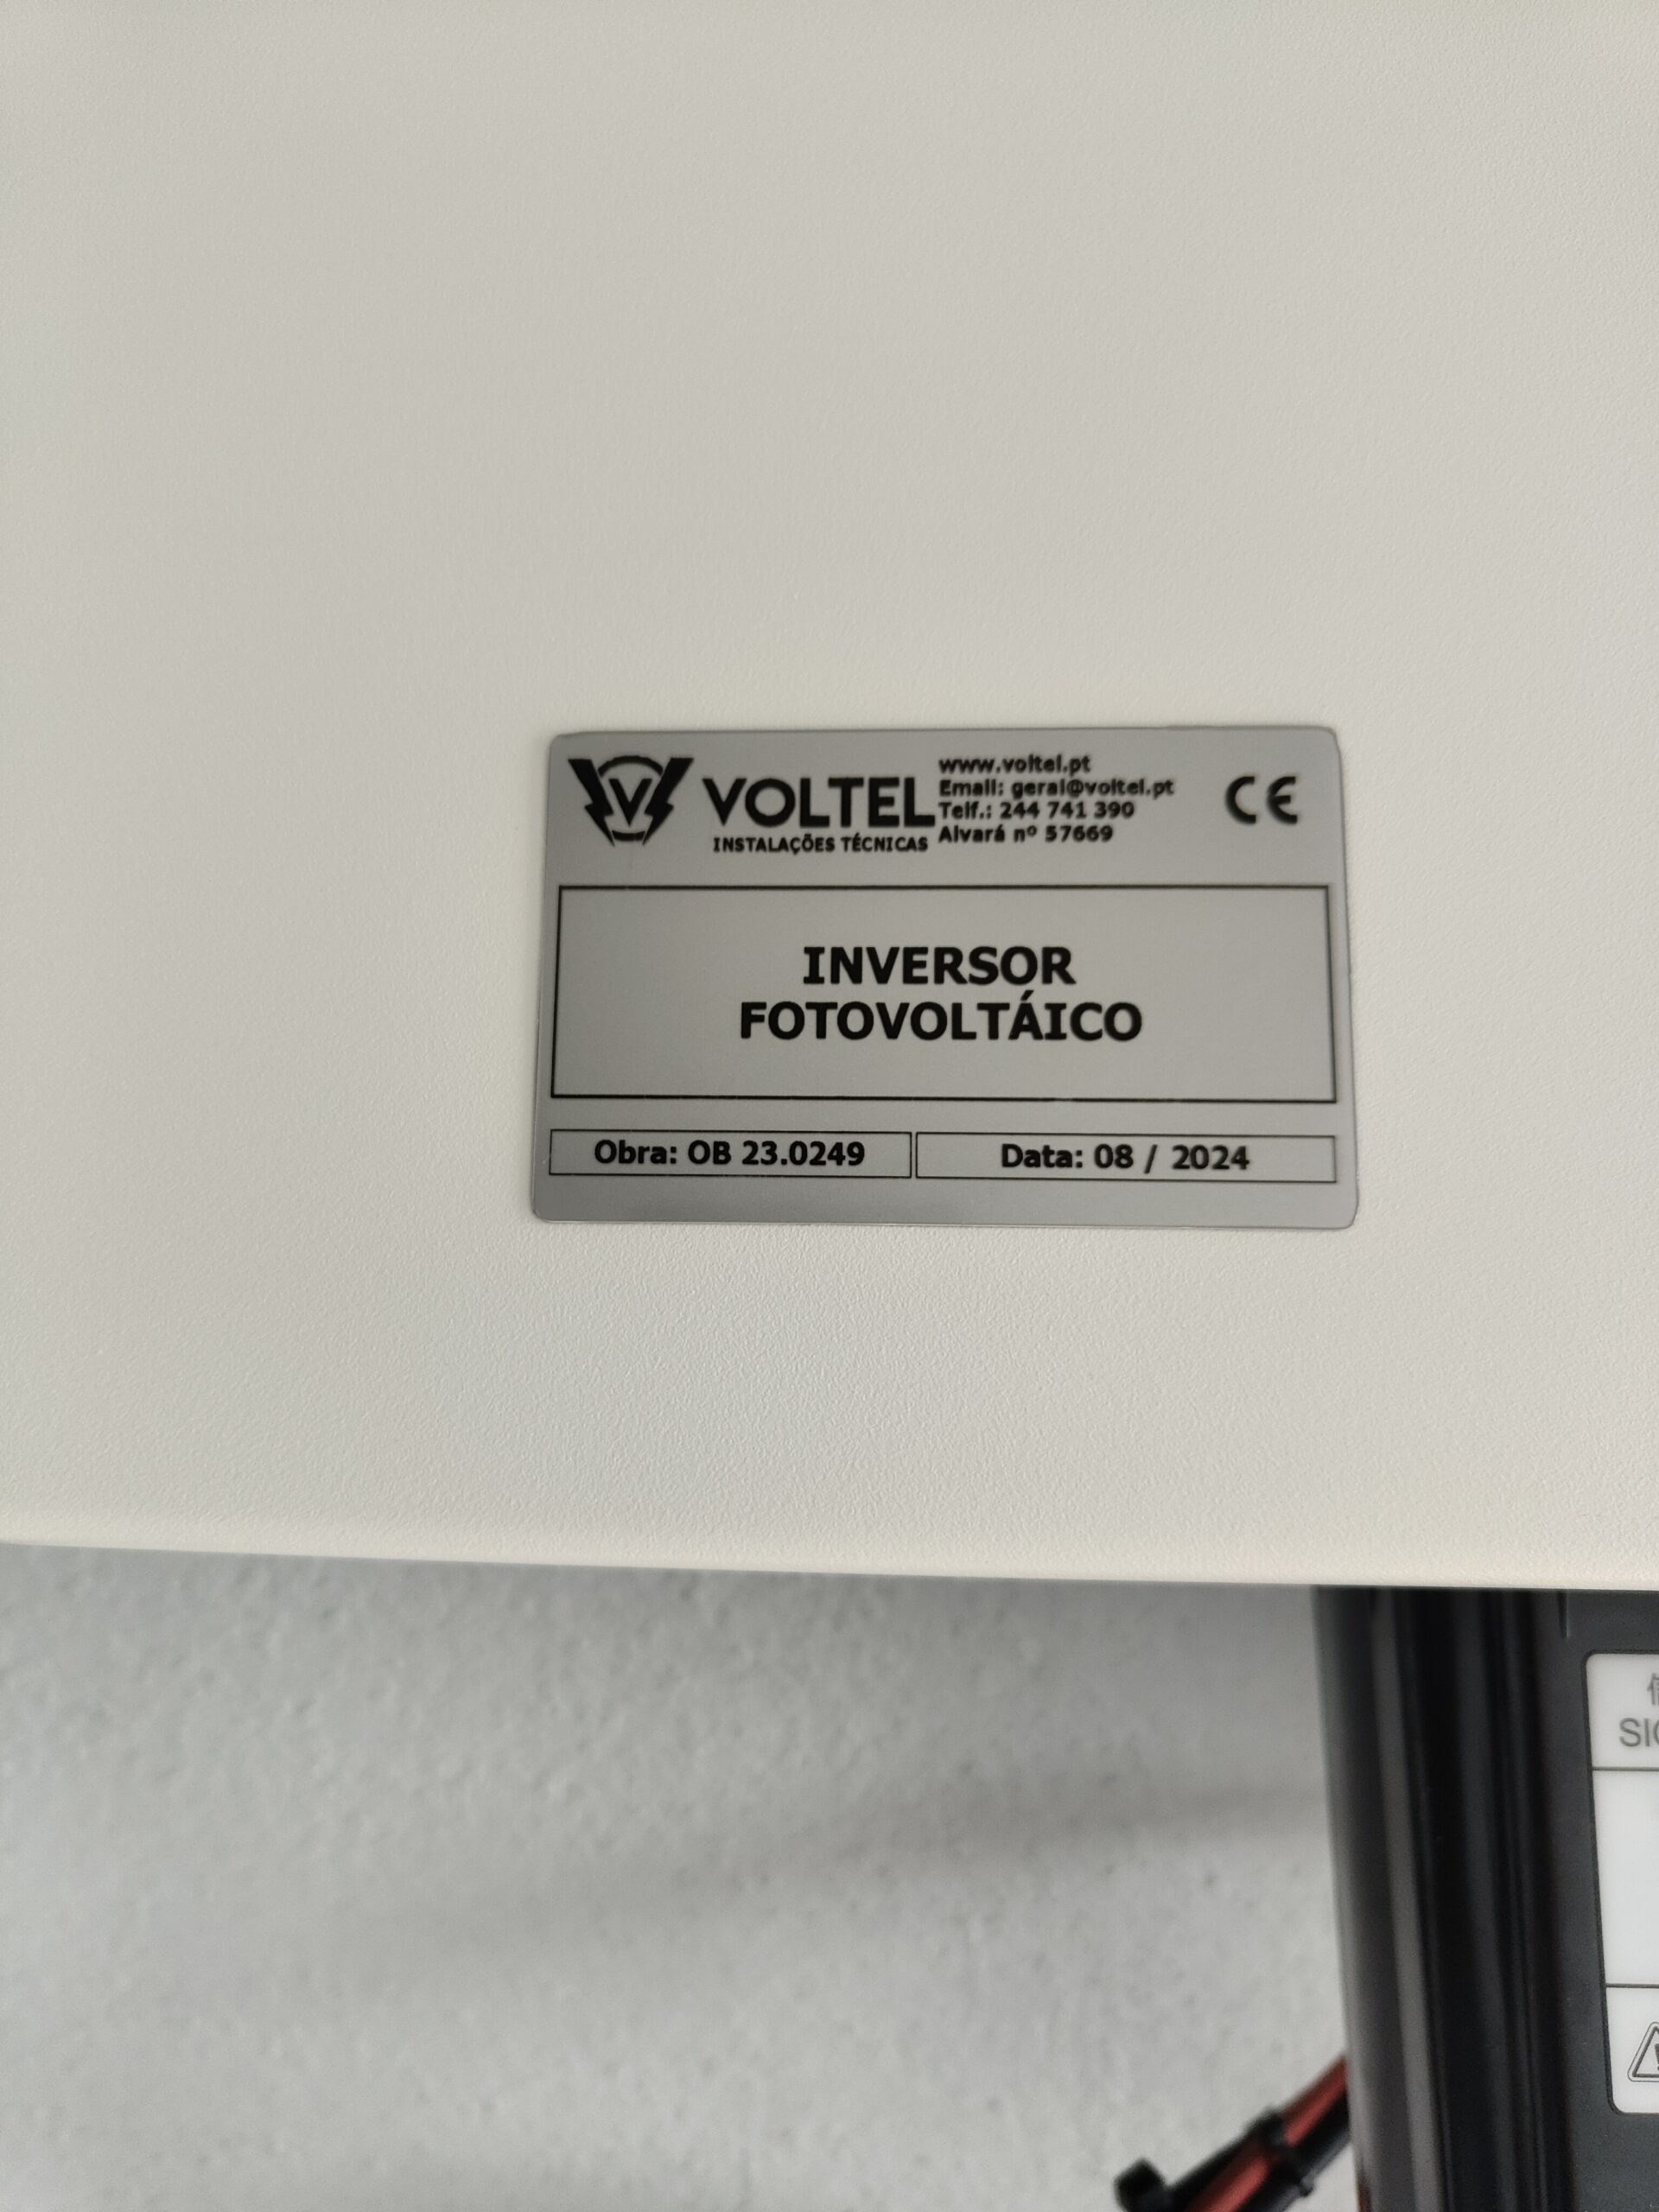 VOLTEL
INSTALAÇÕES TÉCNICAS
www.voltel.pt
Email: geral@voltel.pt
Telf.: 244 741 390
Alvará nº 57669
CE
INVERSOR
FOTOVOLTÁICO
Obra: OB 23.0249
Data: 08 / 2024